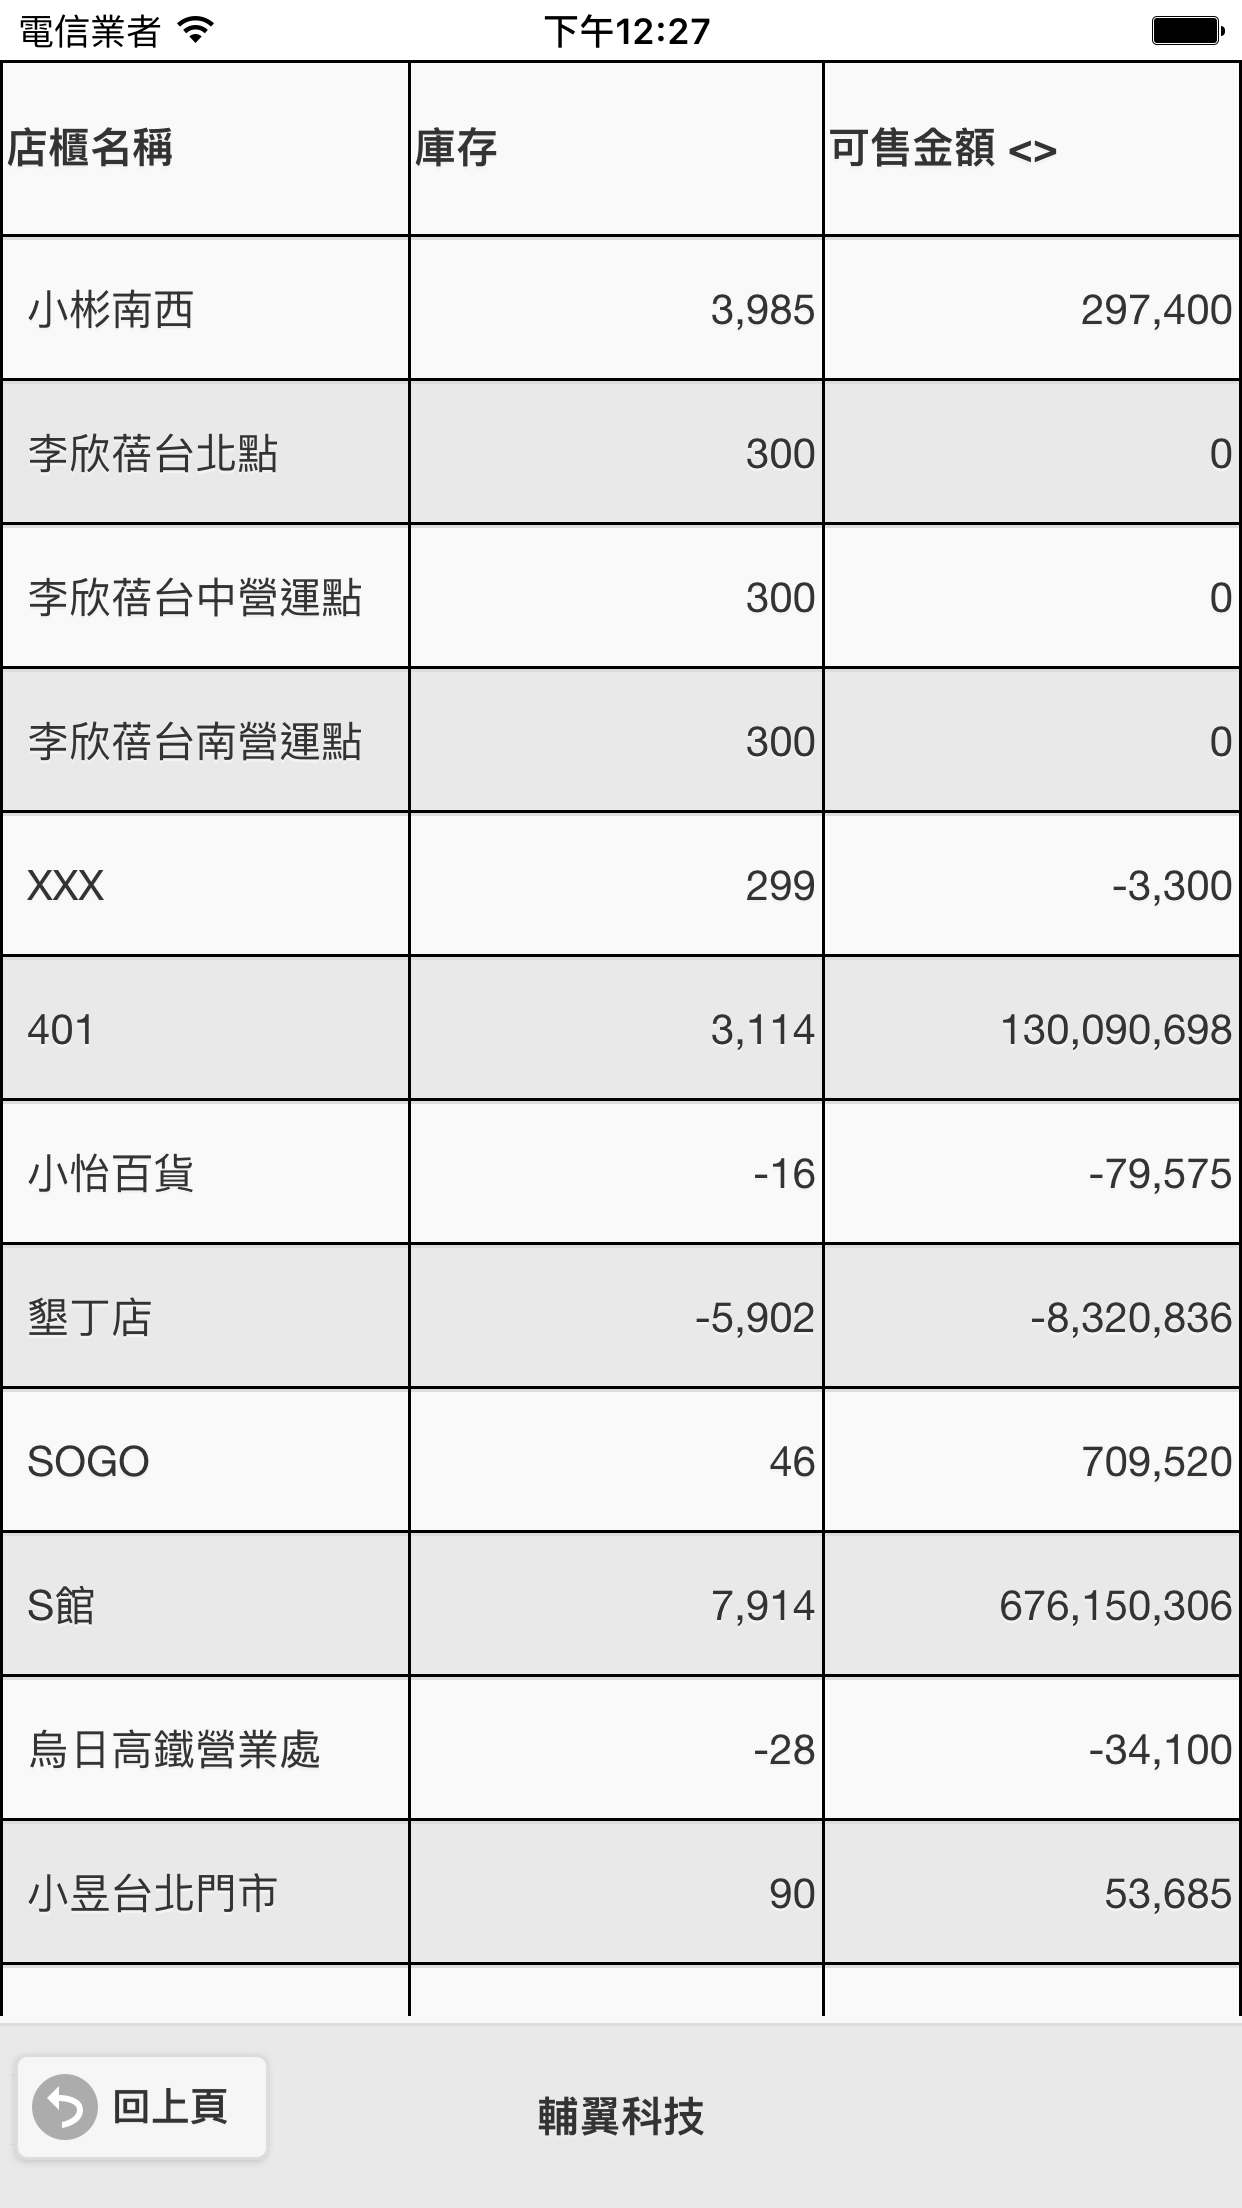 電信業者 下午12:27
店櫃名稱 庫存 可售金額 <>
小彬南西 3,985 297,400
李欣蓓台北點 300 0
李欣蓓台中營運點 300 0
李欣蓓台南營運點 300 0
XXX 299 -3,300
401 3,114 130,090,698
小怡百貨 -16 -79,575
墾丁店 -5,902 -8,320,836
SOGO 46 709,520
S館 7,914 676,150,306
烏日高鐵營業處 -28 -34,100
小昱台北門市 90 53,685
回上頁 輔翼科技